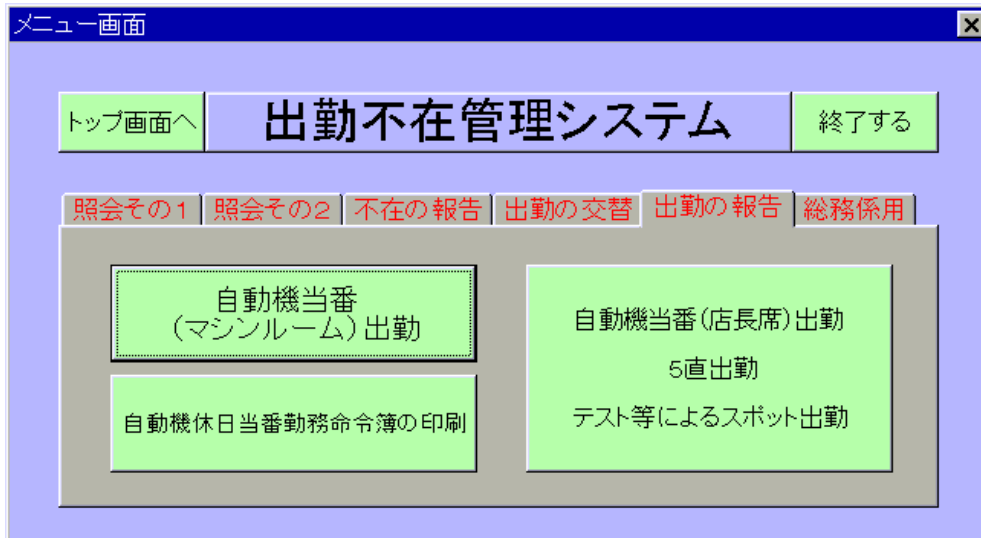 メニュー画面
トップ画面へ
出勤不在管理システム
終了する
照会その1
照会その2
不在の報告
出勤の交替
出勤の報告
総務係用
自動機当番
(マシンルーム)出勤
自動機休日当番勤務命令簿の印刷
自動機当番(店長席)出勤
5直出勤
テスト等によるスポット出勤